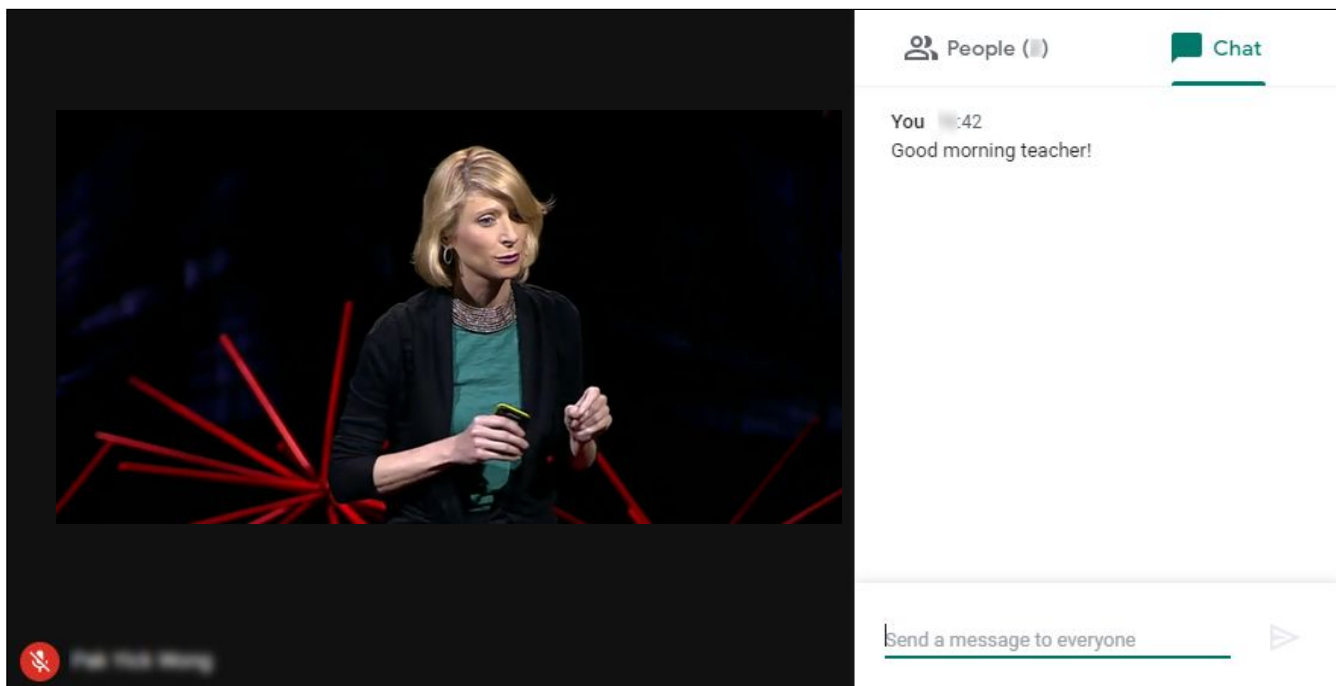 People ( )
Chat
You :42
Good morning teacher!
Send a message to everyone